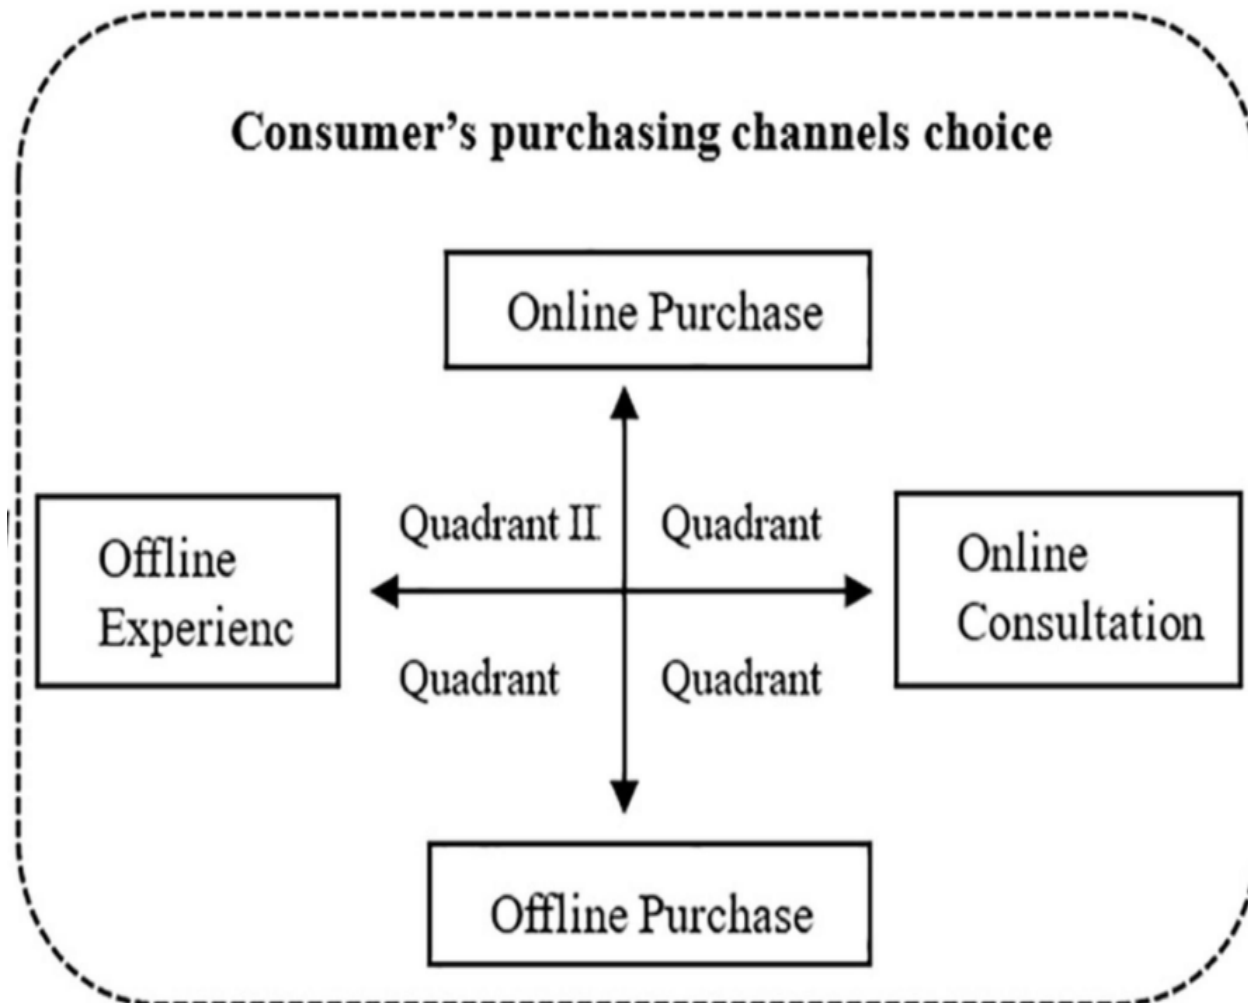 Consumer's purchasing channels choice
Online Purchase
Quadrant II
Quadrant
Offline
Experienc
Online
Consultation
Quadrant
Quadrant
Offline Purchase